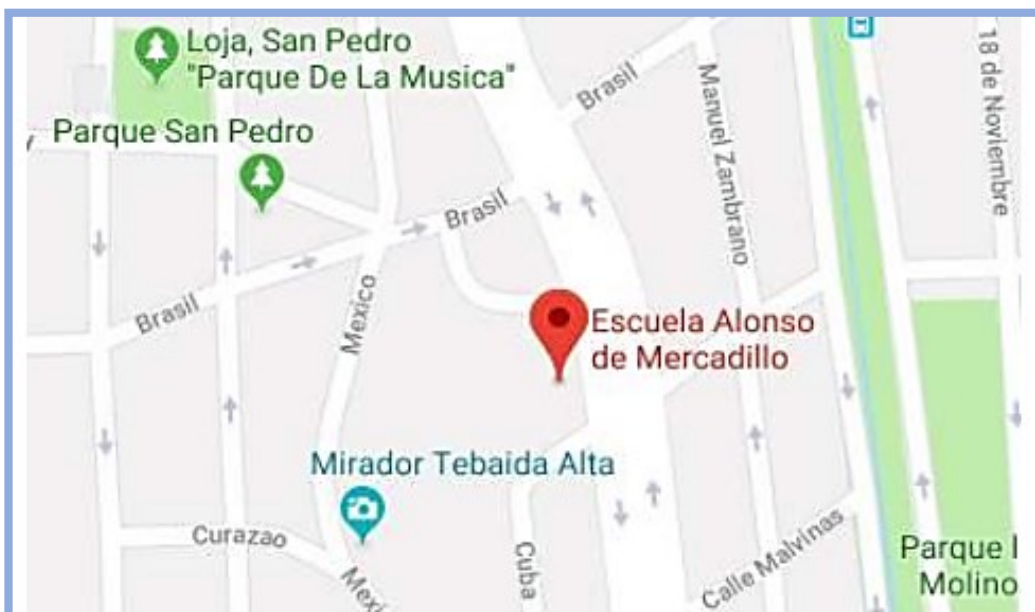 Loja, San Pedro
"Parque De La Musica"
Parque San Pedro
Brasil
Manuel Zambrano
18 de Noviembre
Brasil
Brasil
Mexico
Escuela Alonso
de Mercadillo
Mirador Tebaida Alta
Curazao
Mexi
Cuba
Calle Malvinas
Parque
Molino